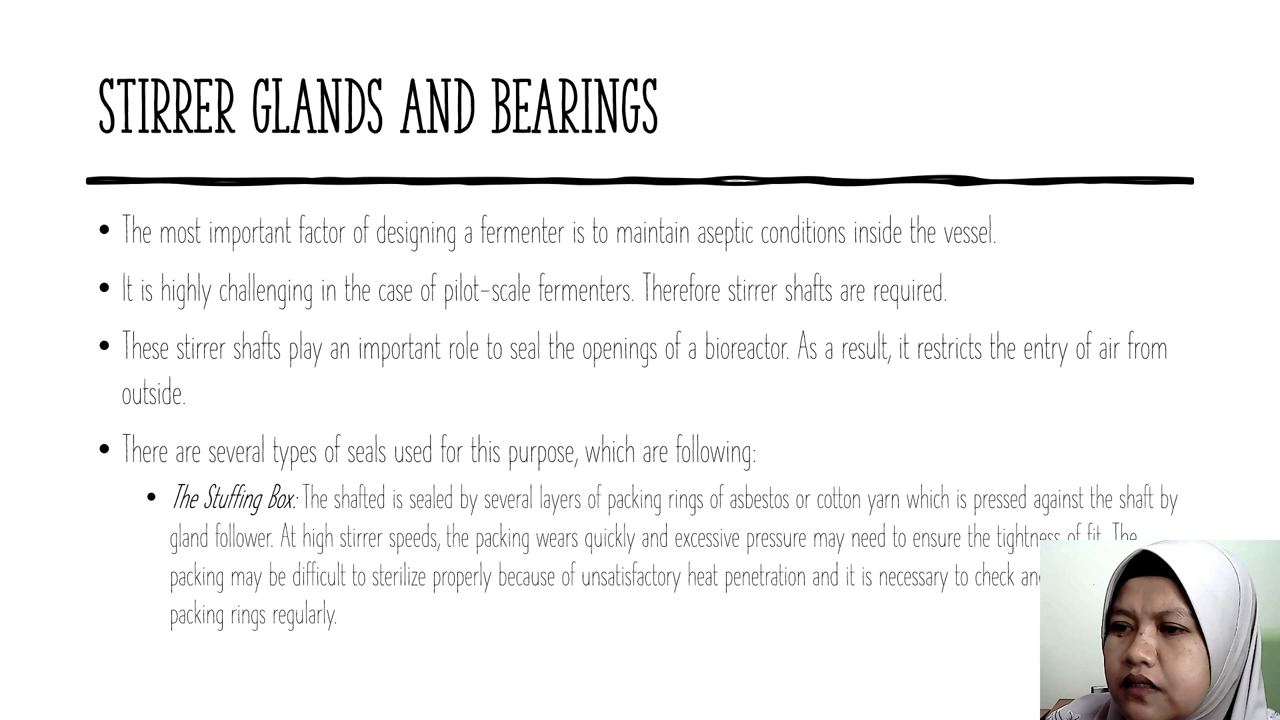 STIRRER GLANDS AND BEARINGS
• The most important factor of designing a fermenter is to maintain aseptic conditions inside the vessel.
• It is highly challenging in the case of pilot-scale fermenters. Therefore stirrer shafts are required.
• These stirrer shafts play an important role to seal the openings of a bioreactor. As a result, it restricts the entry of air from
outside.
• There are several types of seals used for this purpose, which are following:
• The Stuffing Box: The shafted is sealed by several layers of packing rings of asbestos or cotton yarn which is pressed against the shaft by
gland follower. At high stirrer speeds, the packing wears quickly and excessive pressure may need to ensure the tightness of fit. The
packing may be difficult to sterilize properly because of unsatisfactory heat penetration and it is necessary to check
packing rings regularly.